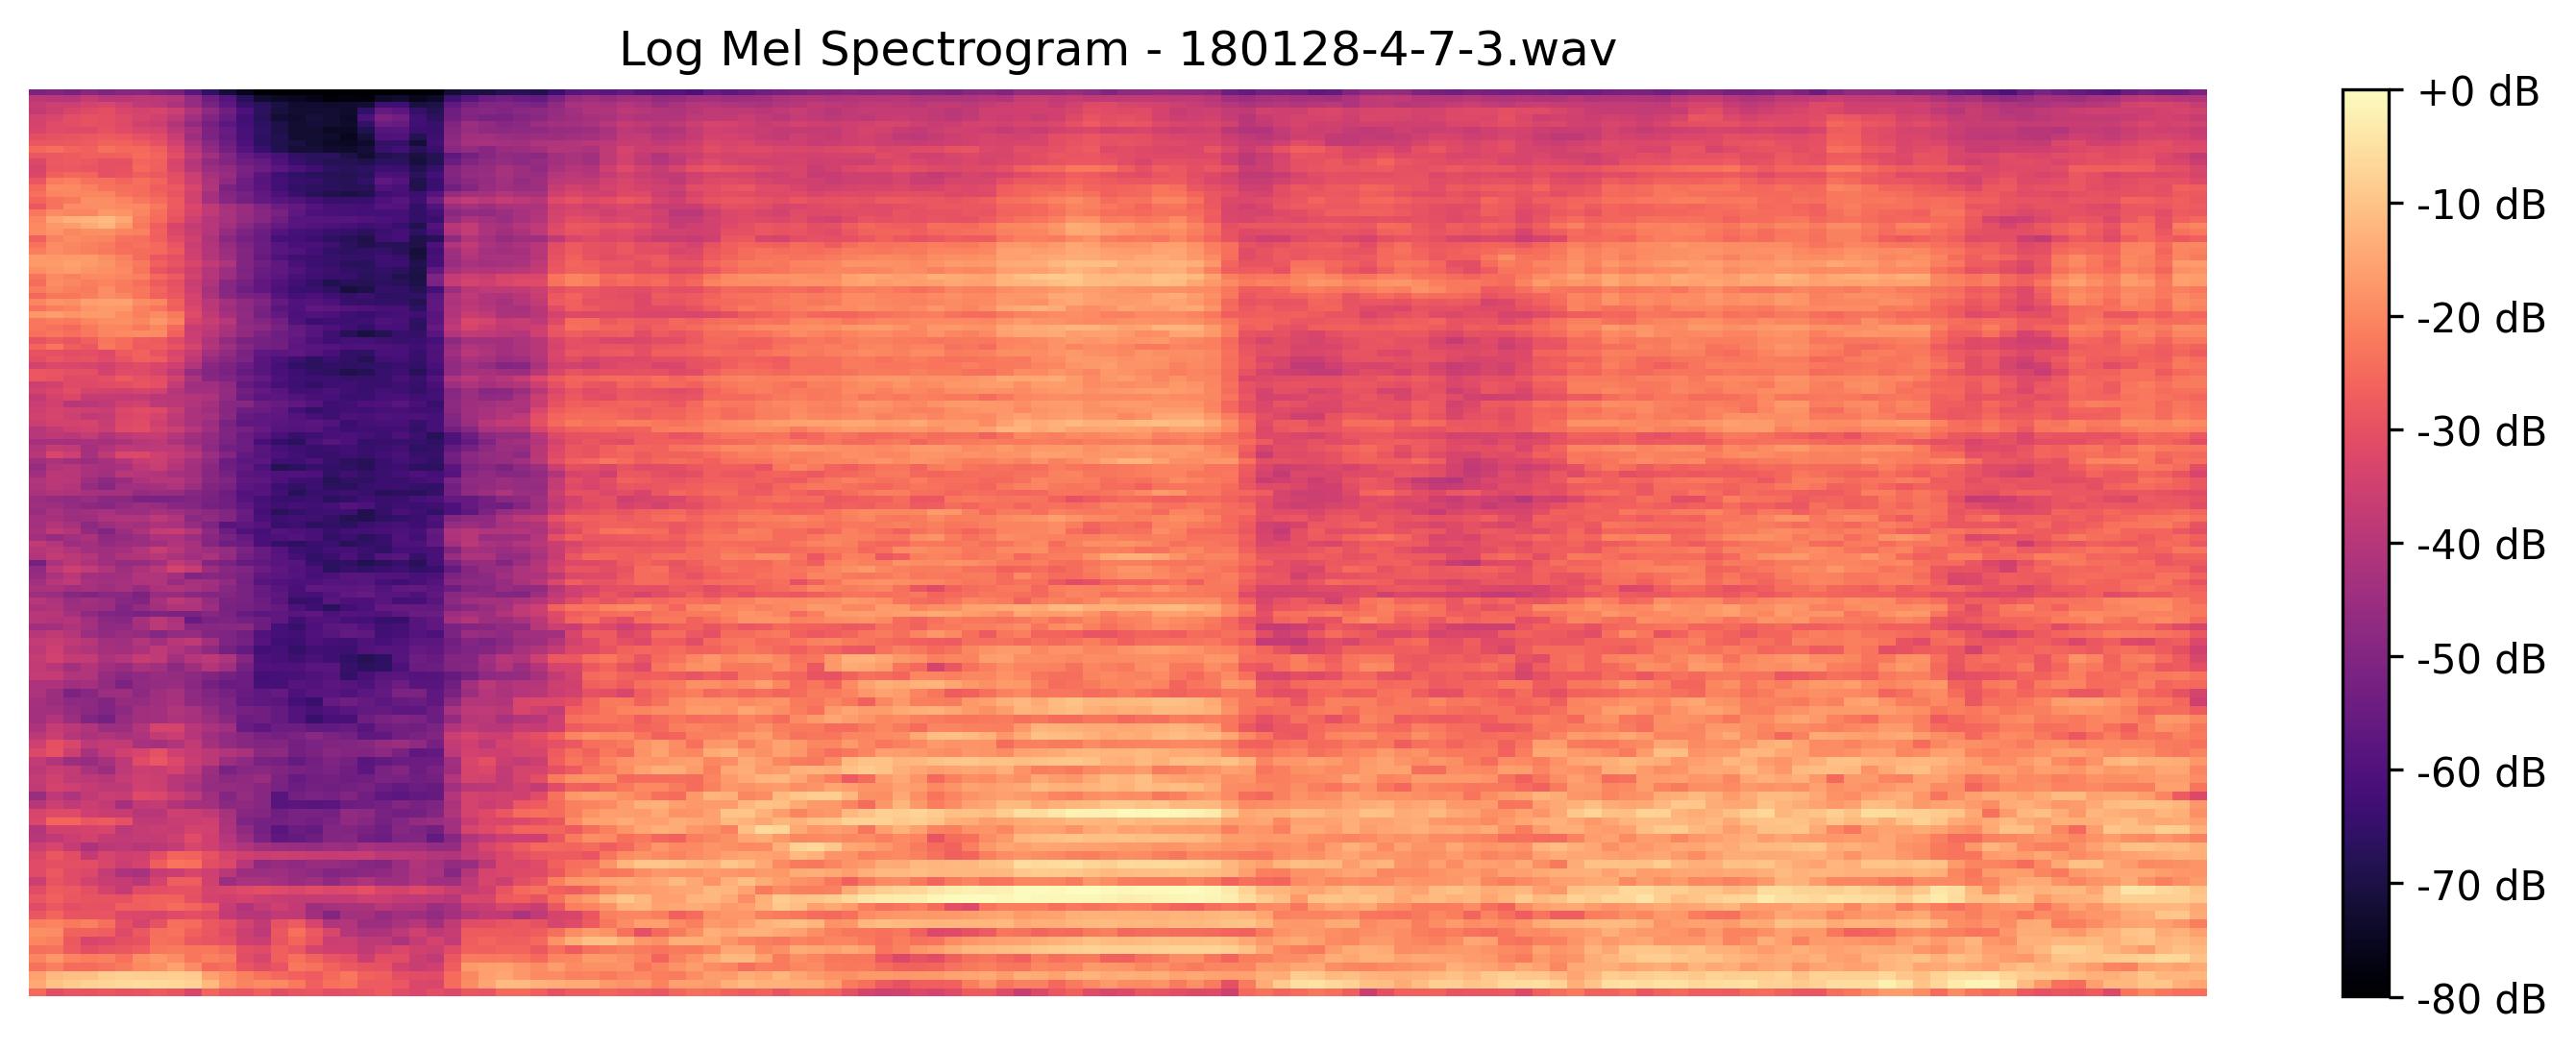 Log Mel Spectrogram - 180128-4-7-3.wav
+0 dB
-10 dB
-20 dB
-30 dB
-40 dB
-50 dB
-60 dB
-70 dB
-80 dB